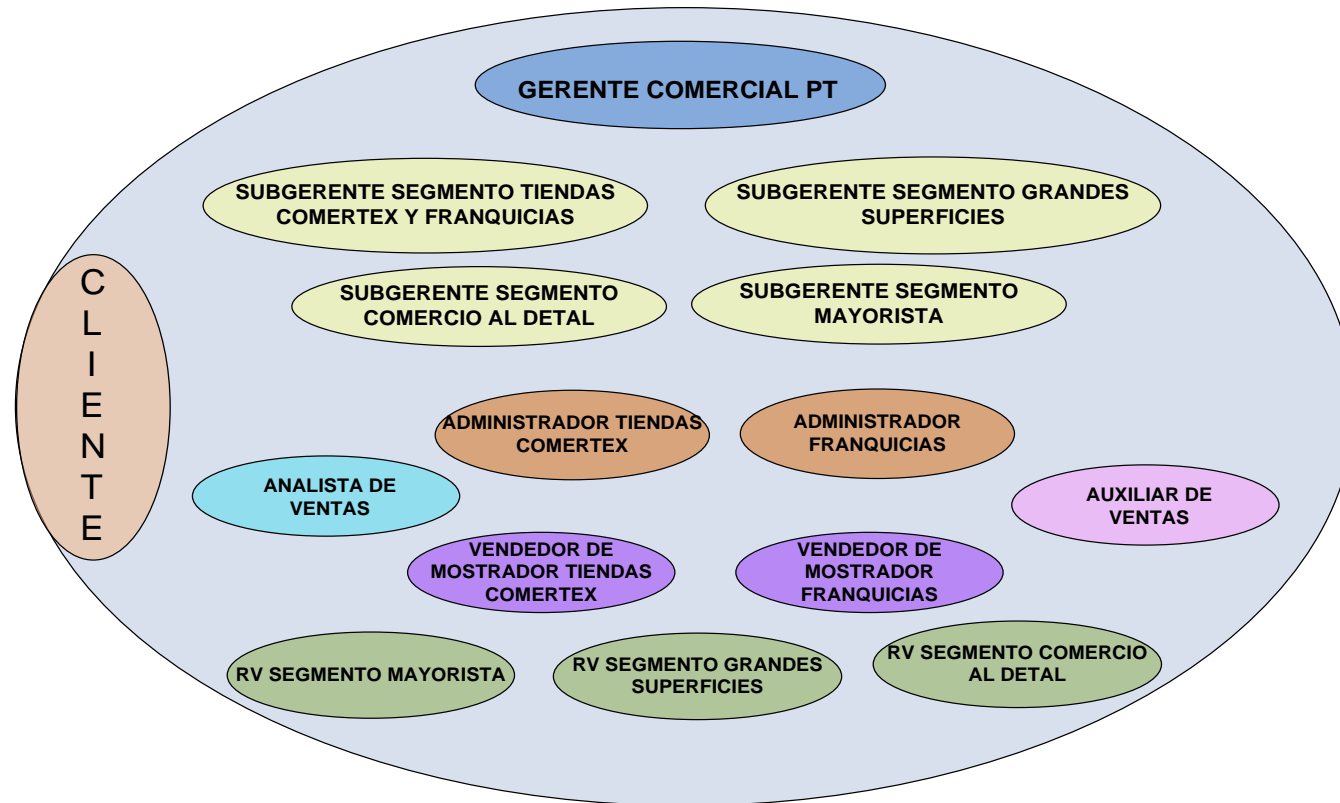 GERENTE COMERCIAL PT
SUBGERENTE SEGMENTO TIENDAS
COMERTEX Y FRANQUICIAS
SUBGERENTE SEGMENTO GRANDES
SUPERFICIES
SUBGERENTE SEGMENTO
COMERCIO AL DETAL
SUBGERENTE SEGMENTO
MAYORISTA
C
L
I
E
N
T
E
ADMINISTRADOR TIENDAS
COMERTEX
ADMINISTRADOR
FRANQUICIAS
ANALISTA DE
VENTAS
AUXILIAR DE
VENTAS
VENDEDOR DE
MOSTRADOR TIENDAS
COMERTEX
VENDEDOR DE
MOSTRADOR
FRANQUICIAS
RV SEGMENTO MAYORISTA
RV SEGMENTO GRANDES
SUPERFICIES
RV SEGMENTO COMERCIO
AL DETAL